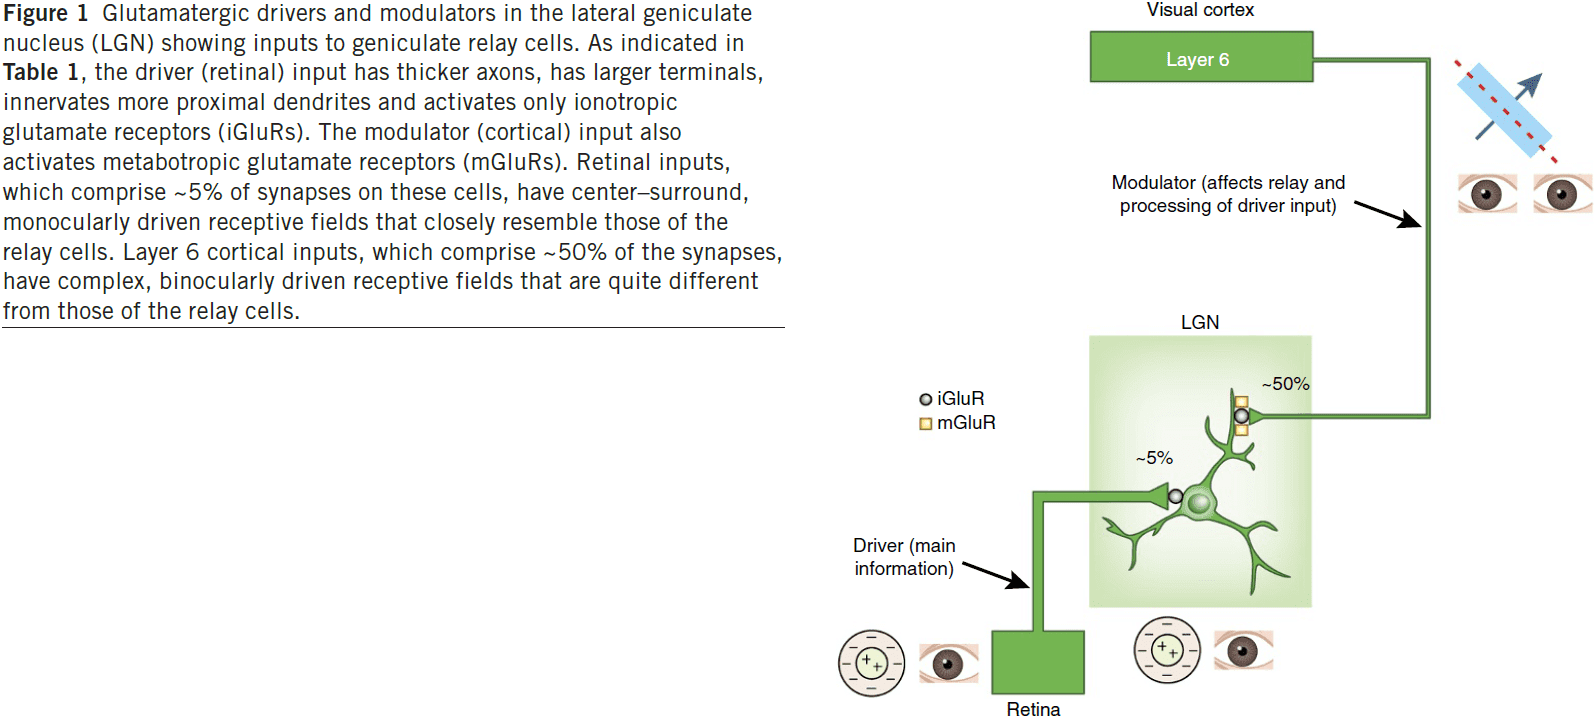 Figure 1 Glutamatergic drivers and modulators in the lateral geniculate
nucleus (LGN) showing inputs to geniculate relay cells. As indicated in
Table 1, the driver (retinal) input has thicker axons, has larger terminals,
innervates more proximal dendrites and activates only ionotropic
glutamate receptors (iGluRs). The modulator (cortical) input also
activates metabotropic glutamate receptors (mGluRs). Retinal inputs,
which comprise ~5% of synapses on these cells, have center–surround,
monocularly driven receptive fields that closely resemble those of the
relay cells. Layer 6 cortical inputs, which comprise ~50% of the synapses,
have complex, binocularly driven receptive fields that are quite different
from those of the relay cells.
Visual cortex
Layer 6
Modulator (affects relay and
processing of driver input)
LGN
~50%
iGluR
mGluR
~5%
Driver (main
information)
Retina